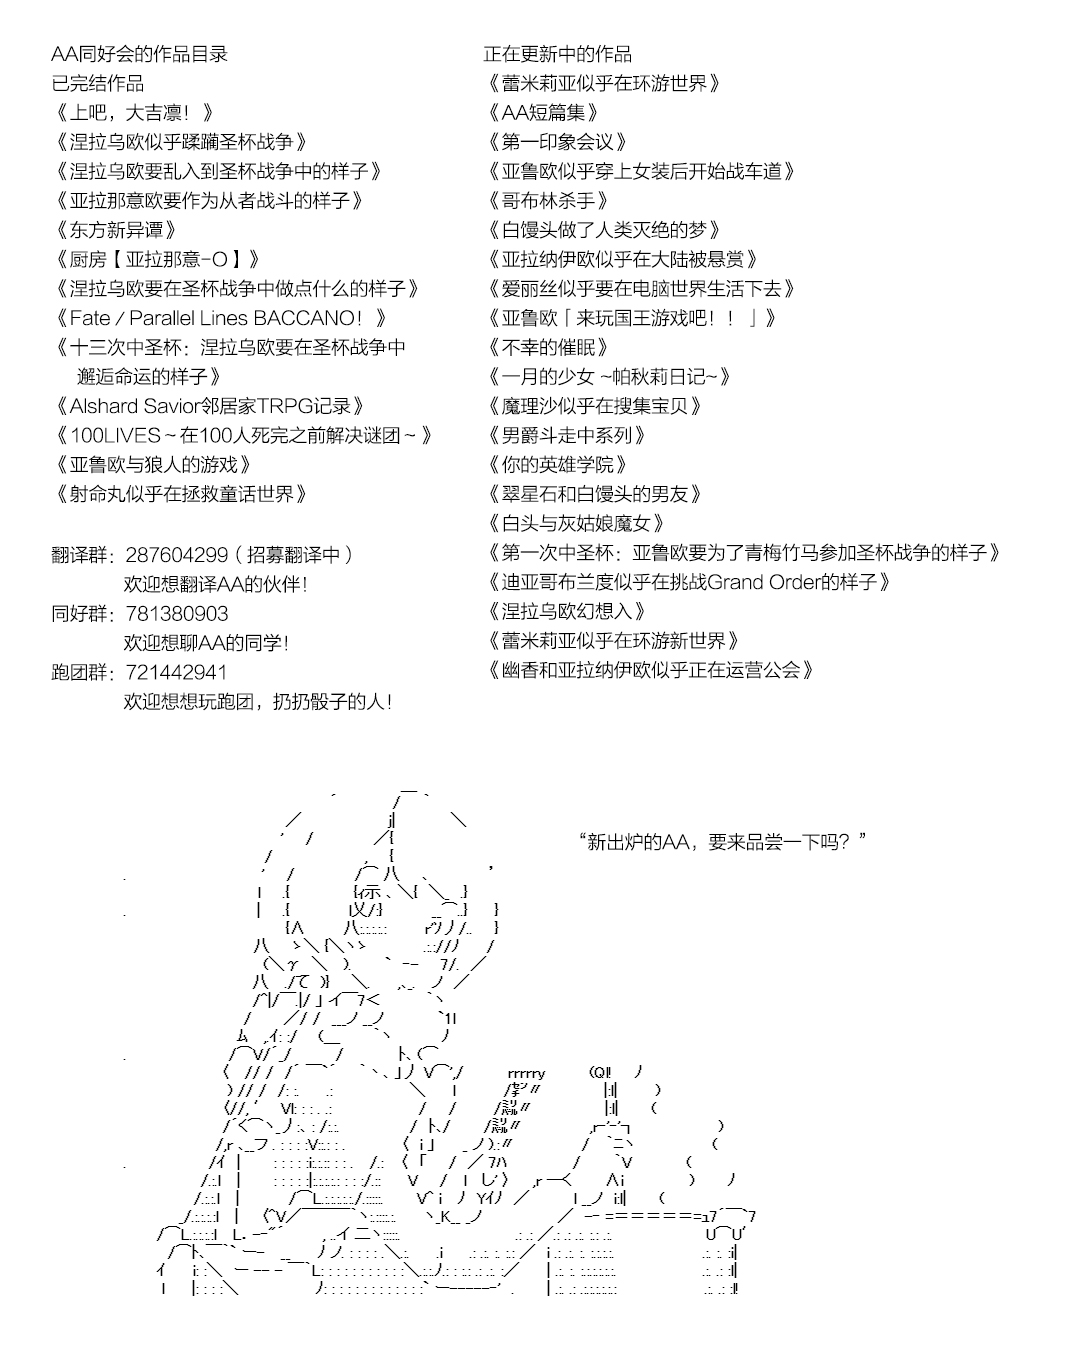 AA同好会的作品目录
已完结作品
《上吧，大吉凛！》
《涅拉乌欧似乎蹂躏圣杯战争》
《涅拉乌欧要乱入到圣杯战争中的样子》
《亚拉那意欧要作为从者战斗的样子》
《东方新异谭》
《厨房【亚拉那意-O】》
《涅拉乌欧要在圣杯战争中做点什么的样子》
《Fate / Parallel Lines BACCANO！》
《十三次中圣杯：涅拉乌欧要在圣杯战争中
邂逅命运的样子》
《Alshard Savior邻居家TRPG记录》
《100LIVES～在100人死完之前解决谜团～》
《亚鲁欧与狼人的游戏》
《射命丸似乎在拯救童话世界》
翻译群：287604299（招募翻译中）
欢迎想翻译AA的伙伴！
同好群：781380903
欢迎想聊AA的同学！
跑团群：721442941
欢迎想想玩跑团，扔扔骰子的人！
正在更新中的作品
《蕾米莉亚似乎在环游世界》
《AA短篇集》
《第一印象会议》
《亚鲁欧似乎穿上女装后开始战车道》
《哥布林杀手》
《白馒头做了人类灭绝的梦》
《亚拉纳伊欧似乎在大陆被悬赏》
《爱丽丝似乎要在电脑世界生活下去》
《亚鲁欧「来玩国王游戏吧！！」》
《不幸的催眠》
《一月的少女 ~帕秋莉日记~》
《魔理沙似乎在搜集宝贝》
《男爵斗走中系列》
《你的英雄学院》
《翠星石和白馒头的男友》
《白头与灰姑娘魔女》
《第一次中圣杯：亚鲁欧要为了青梅竹马参加圣杯战争的样子》
《迪亚哥布兰度似乎在挑战Grand Order的样子》
《涅拉乌欧幻想入》
《蕾米莉亚似乎在环游新世界》
《幽香和亚拉纳伊欧似乎正在运营公会》
“新出炉的AA，要来品尝一下吗？”